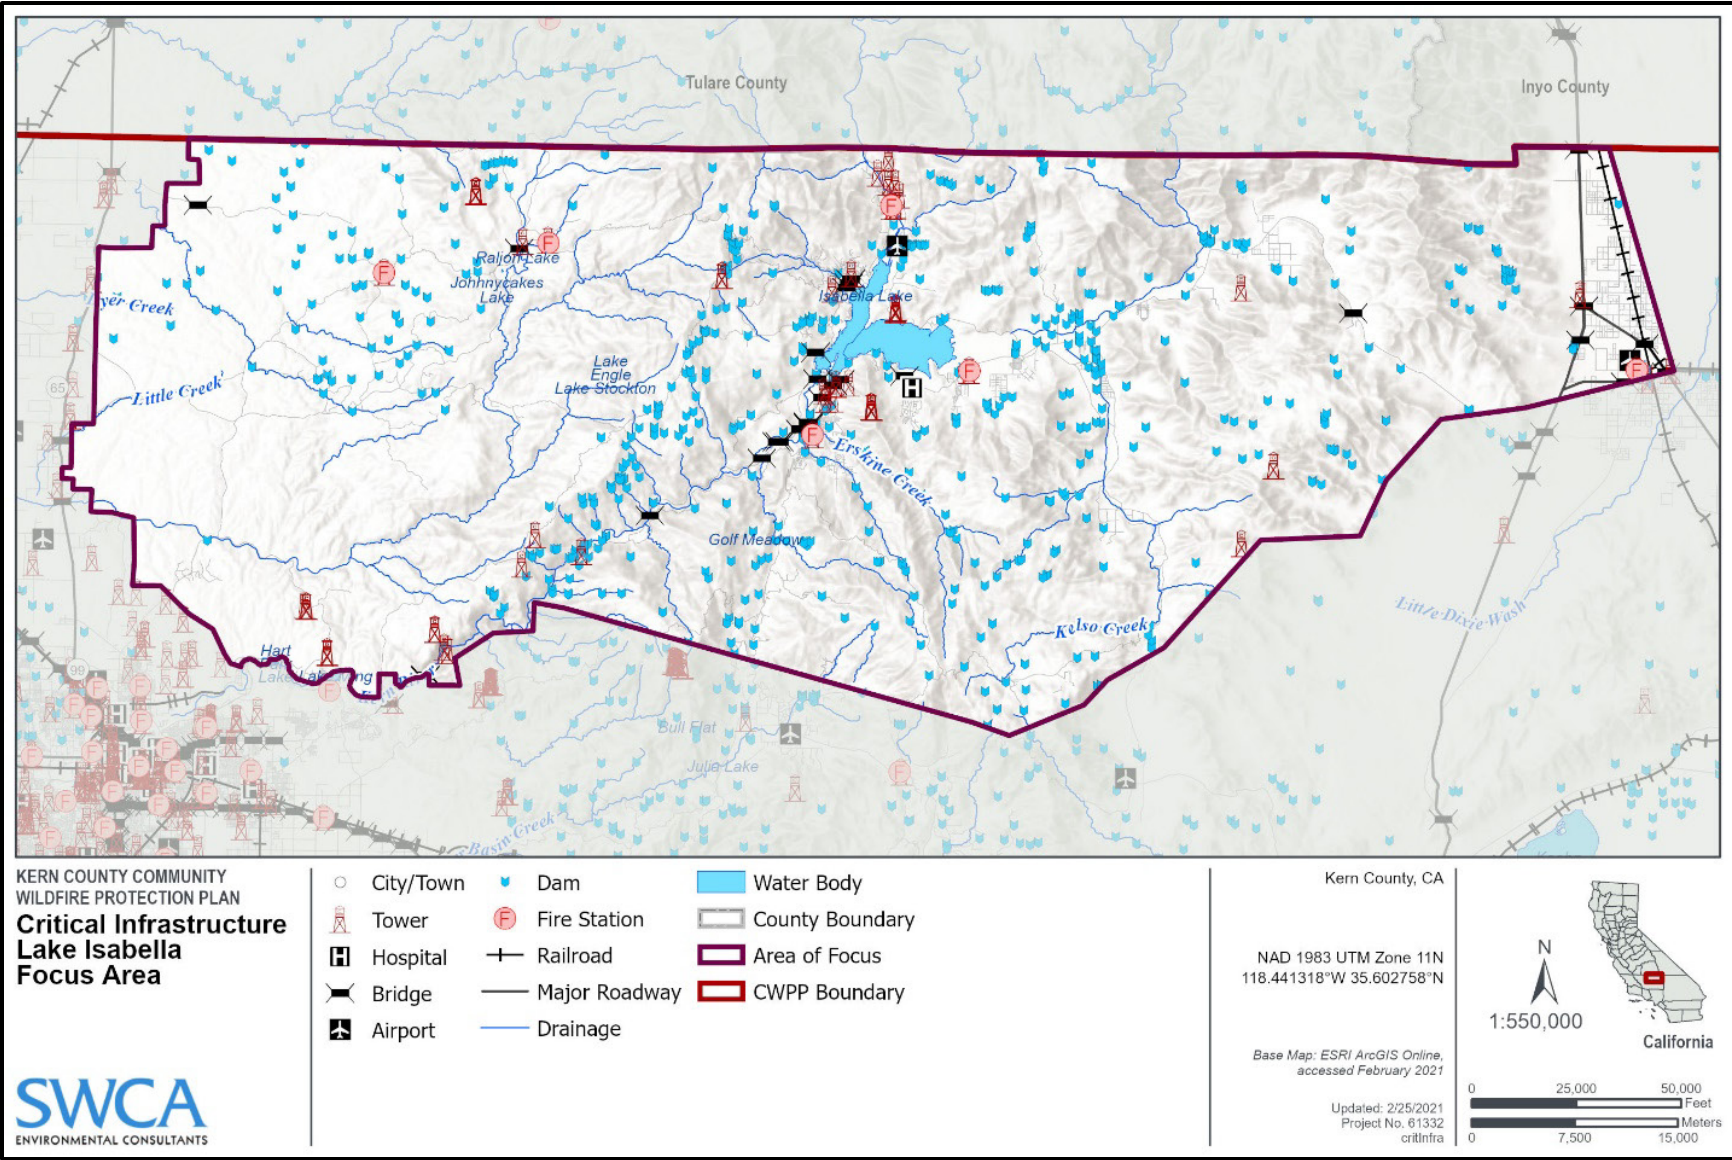 Tulare County
Inyo County
Raljon Lake
Johnnycakes
Lake
Isabella Lake
Dyer Creek
65
Little Creek
Lake
Engle
Lake Stockton
Erskine Creek
Golf Meadow
Little Dixie Wash
Kelso Creek
Hart
Lake Ming
Kern River
99
Bull Flat
Julia Lake
Basin Creek
KERN COUNTY COMMUNITY
WILDFIRE PROTECTION PLAN
Critical Infrastructure
Lake Isabella
Focus Area
SWCA
ENVIRONMENTAL CONSULTANTS
City/Town
Tower
Hospital
Bridge
Airport
Dam
Fire Station
Railroad
Major Roadway
Drainage
Water Body
County Boundary
Area of Focus
CWPP Boundary
Kern County, CA
NAD 1983 UTM Zone 11N
118.441318°W 35.602758°N
Base Map: ESRI ArcGIS Online,
accessed February 2021
Updated: 2/25/2021
Project No. 61332
critInfra
N
1:550,000
California
0 25,000 50,000
Feet
Meters
0 7,500 15,000